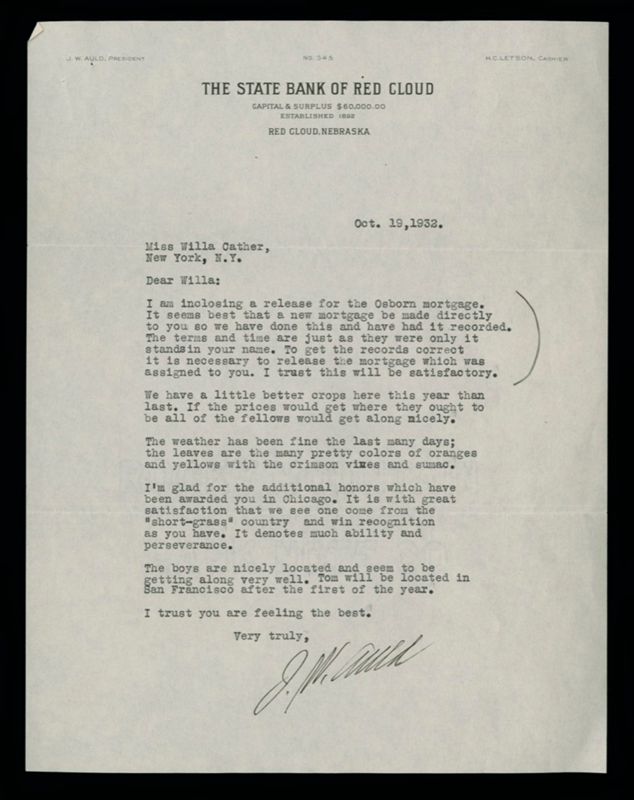 J. W. AULD, PRESIDENT
NO. 345
H. C. LETSON, CASHIER
THE STATE BANK OF RED CLOUD
CAPITAL & SURPLUS $60,000.00
ESTABLISHED 1892
RED CLOUD, NEBRASKA
Oct. 19,1932.
Miss Willa Cather,
New York, N.Y.
Dear Willa:
I am inclosing a release for the Osborn mortgage.
It seems best that a new mortgage be made directly
to you so we have done this and have had it recorded.
The terms and time are just as they were only it
standsin your name. To get the records correct
it is necessary to release the mortgage which was
assigned to you. I trust this will be satisfactory.
We have a little better crops here this year than
last. If the prices would get where they ought to
be all of the fellows would get along nicely.
The weather has been fine the last many days;
the leaves are the many pretty colors of oranges
and yellows with the crimson vines and sumac.
I'm glad for the additional honors which have
been awarded you in Chicago. It is with great
satisfaction that we see one come from the
"short-grass" country and win recognition
as you have. It denotes much ability and
perseverance.
The boys are nicely located and seem to be
getting along very well. Tom will be located in
San Francisco after the first of the year.
I trust you are feeling the best.
Very truly,
J. W. Auld